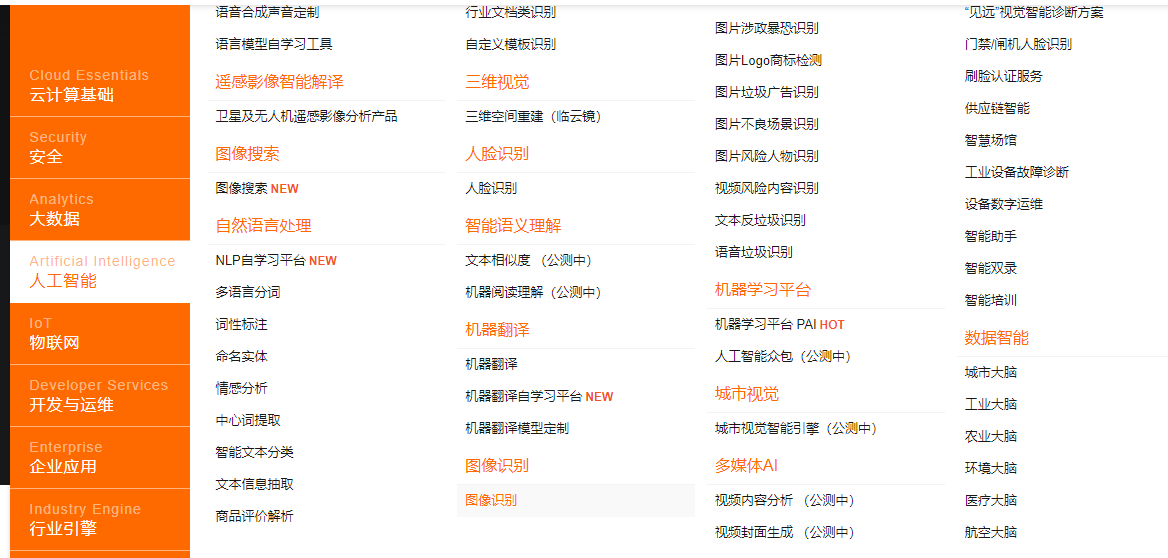 Cloud Essentials
云计算基础
Security
安全
Analytics
大数据
Artificial Intelligence
人工智能
IoT
物联网
Developer Services
开发与运维
Enterprise
企业应用
Industry Engine
行业引擎
语音合成声音定制
语言模型自学习工具
遥感影像智能解译
卫星及无人机遥感影像分析产品
图像搜索
图像搜索 NEW
自然语言处理
NLP自学习平台 NEW
多语言分词
词性标注
命名实体
情感分析
中心词提取
智能文本分类
文本信息抽取
商品评价解析
行业文档类识别
自定义模板识别
三维视觉
三维空间重建（临云镜）
人脸识别
人脸识别
智能语义理解
文本相似度 （公测中）
机器阅读理解（公测中）
机器翻译
机器翻译
机器翻译自学习平台 NEW
机器翻译模型定制
图像识别
图像识别
图片涉政暴恐识别
图片Logo商标检测
图片垃圾广告识别
图片不良场景识别
图片风险人物识别
视频风险内容识别
文本反垃圾识别
语音垃圾识别
机器学习平台
机器学习平台 PAI HOT
人工智能众包（公测中）
城市视觉
城市视觉智能引擎（公测中）
多媒体AI
视频内容分析 （公测中）
视频封面生成 （公测中）
“见远”视觉智能诊断方案
门禁/闸机人脸识别
刷脸认证服务
供应链智能
智慧场馆
工业设备故障诊断
设备数字运维
智能助手
智能双录
智能培训
数据智能
城市大脑
工业大脑
农业大脑
环境大脑
医疗大脑
航空大脑